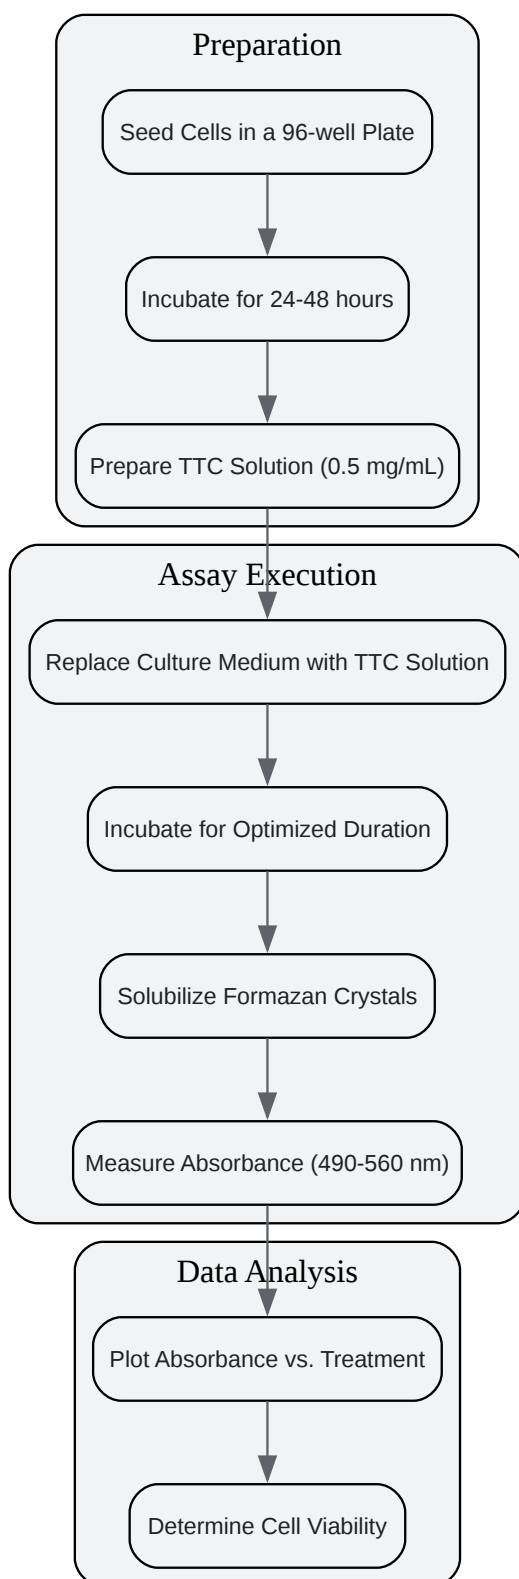 Preparation
Seed Cells in a 96-well Plate
Incubate for 24-48 hours
Prepare TTC Solution (0.5 mg/mL)
Assay Execution
Replace Culture Medium with TTC Solution
Incubate for Optimized Duration
Solubilize Formazan Crystals
Measure Absorbance (490-560 nm)
Data Analysis
Plot Absorbance vs. Treatment
Determine Cell Viability